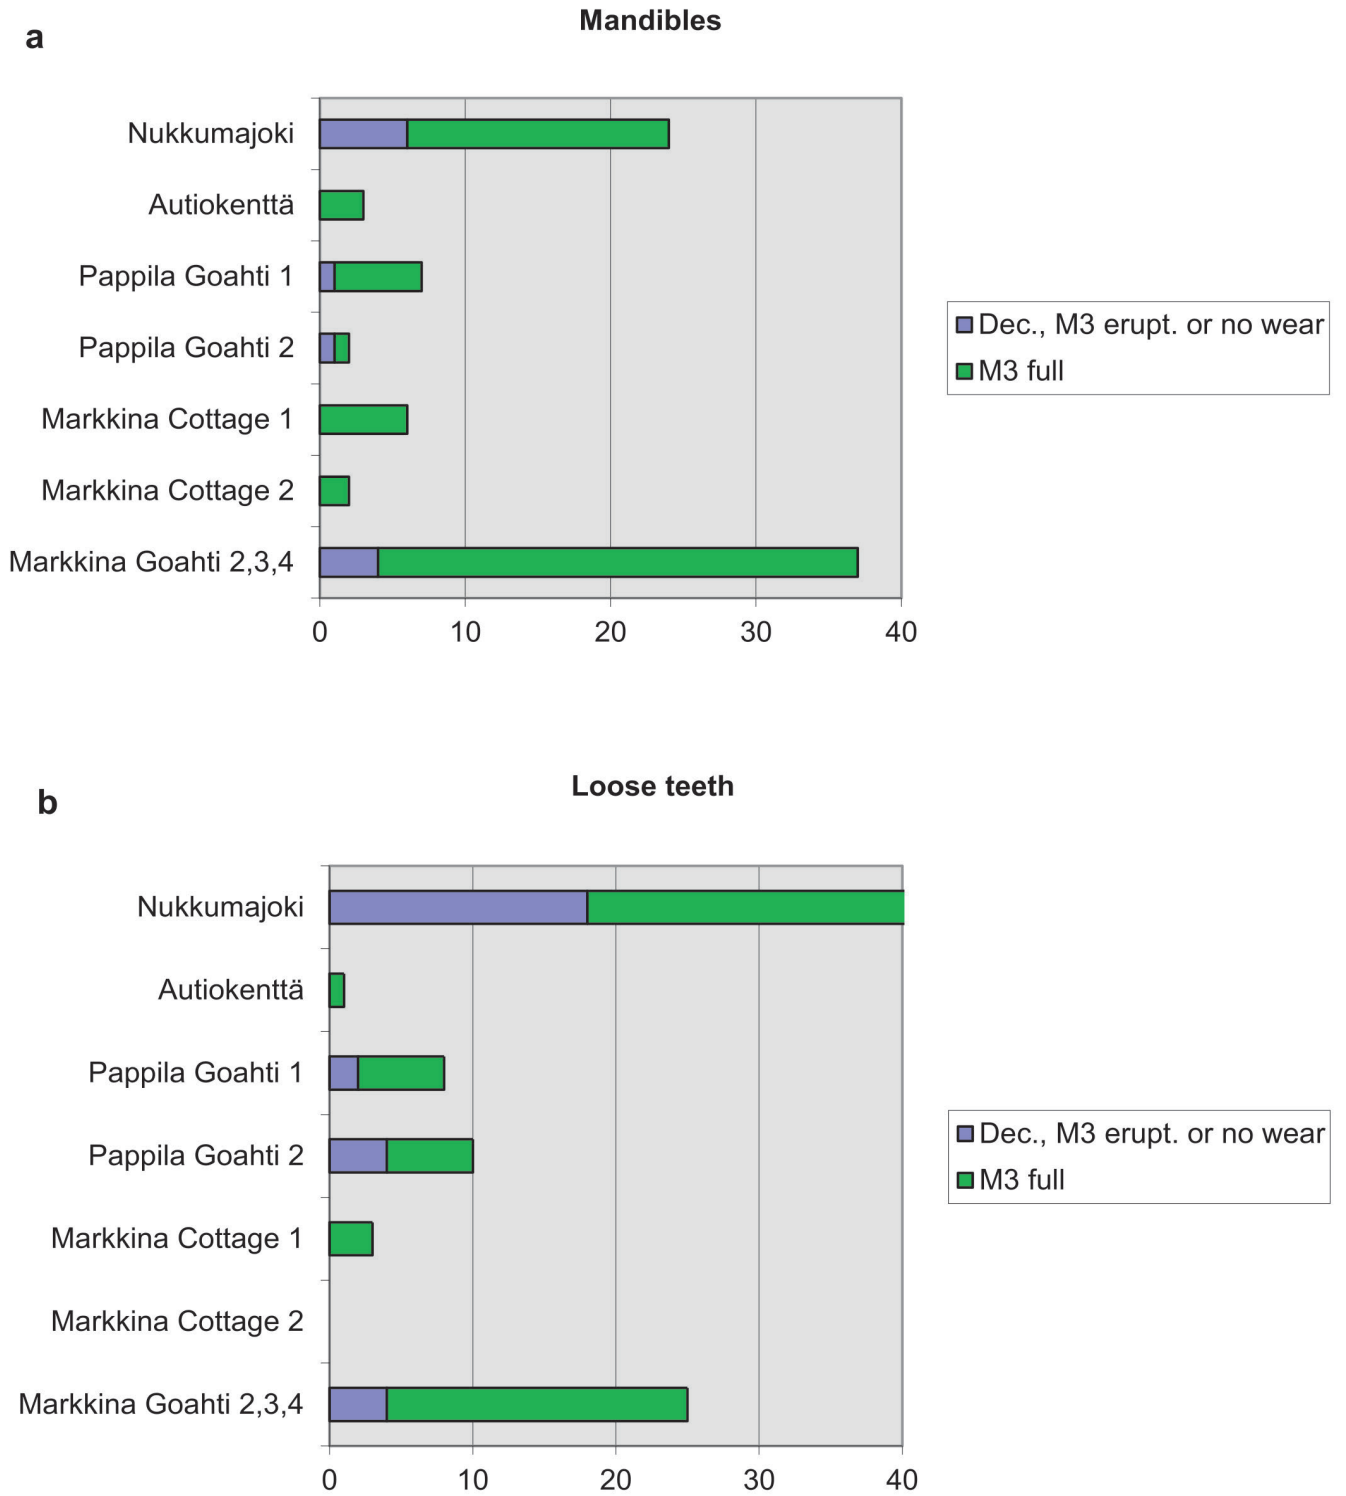 a
Mandibles
Nukkumajoki
Autiokenttä
Pappila Goahti 1
Pappila Goahti 2
Markkina Cottage 1
Markkina Cottage 2
Markkina Goahti 2,3,4
0 10 20 30 40
Dec., M3 erupt. or no wear
M3 full
b
Loose teeth
Nukkumajoki
Autiokenttä
Pappila Goahti 1
Pappila Goahti 2
Markkina Cottage 1
Markkina Cottage 2
Markkina Goahti 2,3,4
0 10 20 30 40
Dec., M3 erupt. or no wear
M3 full